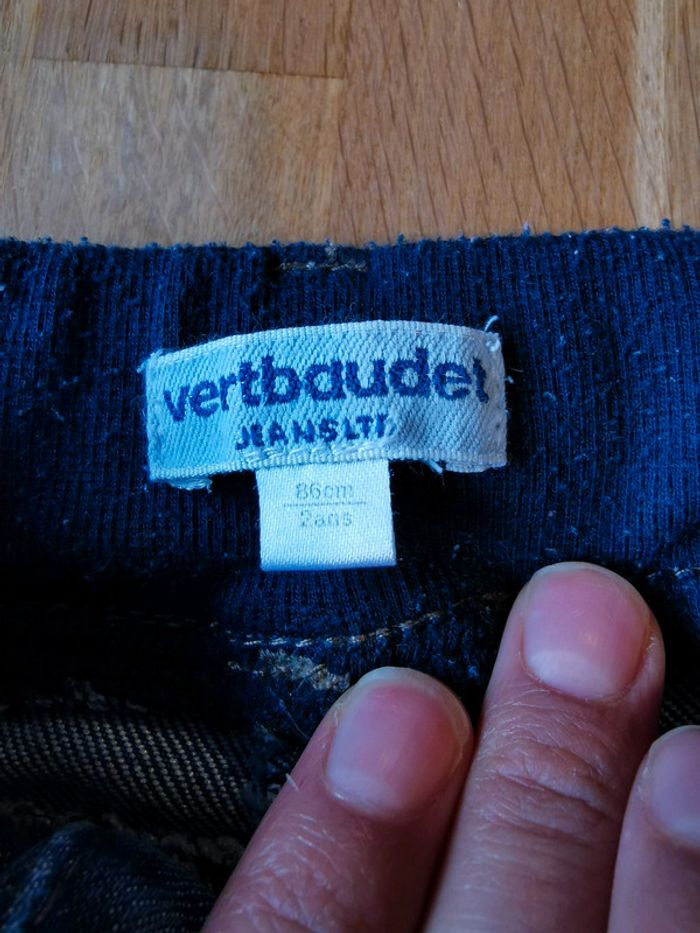 vertbaudet
JEANS LTD
86cm
2ans